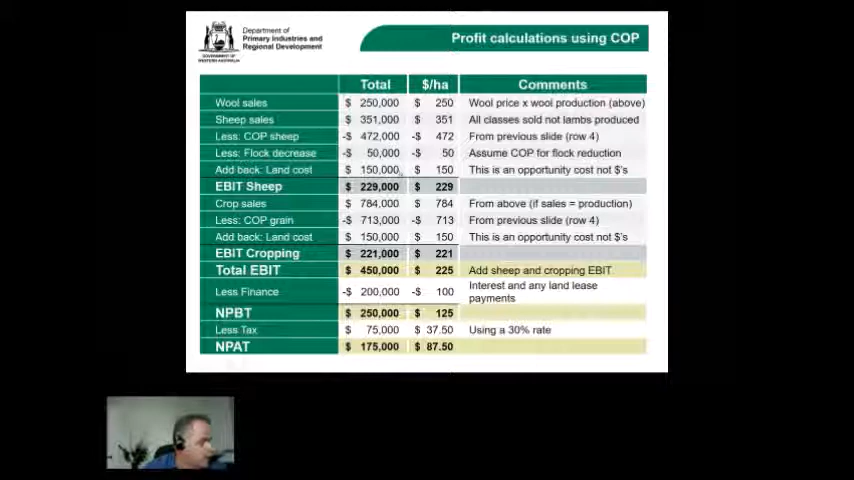 Department of
Primary Industries and
Regional Development
GOVERNMENT OF
WESTERN AUSTRALIA
Profit calculations using COP
Total $/ha Comments
Wool sales $ 250,000 $ 250 Wool price x wool production (above)
Sheep sales $ 351,000 $ 351 All classes sold not lambs produced
Less: COP sheep -$ 472,000 -$ 472 From previous slide (row 4)
Less: Flock decrease -$ 50,000 -$ 50 Assume COP for flock reduction
Add back: Land cost $ 150,000 $ 150 This is an opportunity cost not $'s
EBIT Sheep $ 229,000 $ 229
Crop sales $ 784,000 $ 784 From above (if sales = production)
Less: COP grain -$ 713,000 -$ 713 From previous slide (row 4)
Add back: Land cost $ 150,000 $ 150 This is an opportunity cost not $'s
EBIT Cropping $ 221,000 $ 221
Total EBIT $ 450,000 $ 225 Add sheep and cropping EBIT
Less Finance -$ 200,000 -$ 100 Interest and any land lease
payments
NPBT $ 250,000 $ 125
Less Tax $ 75,000 $ 37.50 Using a 30% rate
NPAT $ 175,000 $ 87.50